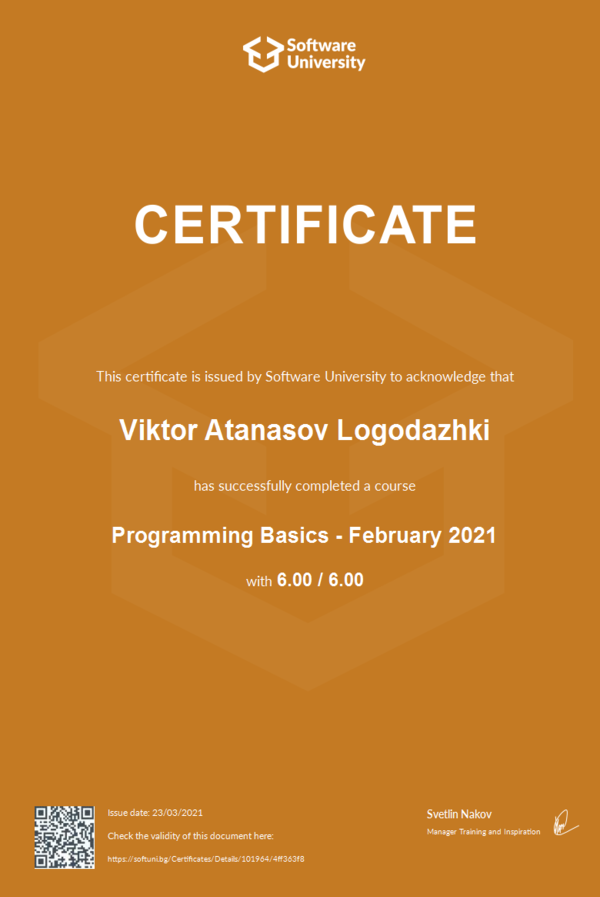 Software
University
CERTIFICATE
This certificate is issued by Software University to acknowledge that
Viktor Atanasov Logodazhki
has successfully completed a course
Programming Basics - February 2021
with 6.00 / 6.00
Issue date: 23/03/2021
Check the validity of this document here:
https://softuni.bg/Certificates/Details/101964/4ff363f8
Svetlin Nakov
Manager Training and Inspiration